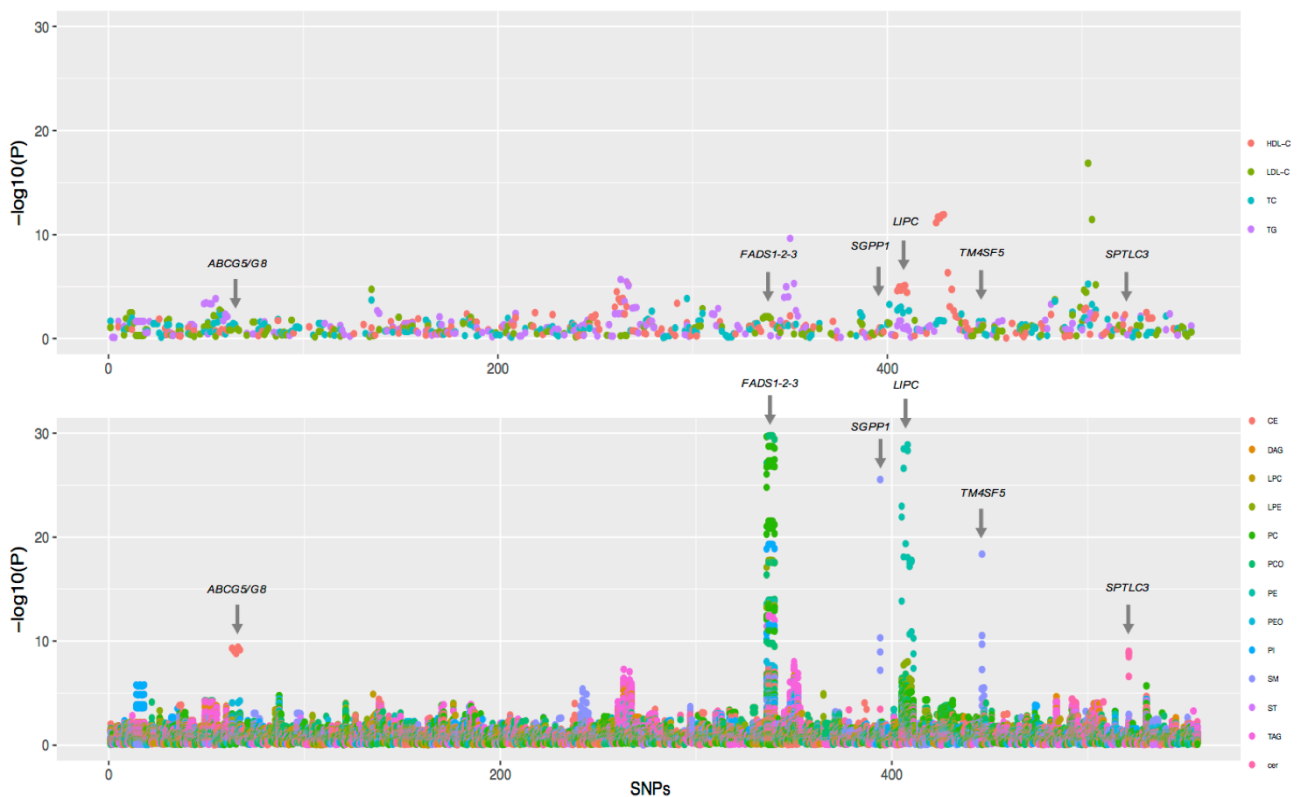 30
20
10
0
−log10(P)
ABCG5/G8
FADS1-2-3
SGPP1
LIPC
TM4SF5
SPTLC3
0
200
400
HDL−C
LDL−C
TC
TG
FADS1-2-3
LIPC
SGPP1
TM4SF5
ABCG5/G8
SPTLC3
30
20
10
0
−log10(P)
0
200
400
SNPs
CE
DAG
LPC
LPE
PC
PCO
PE
PEO
PI
SM
ST
TAG
cer